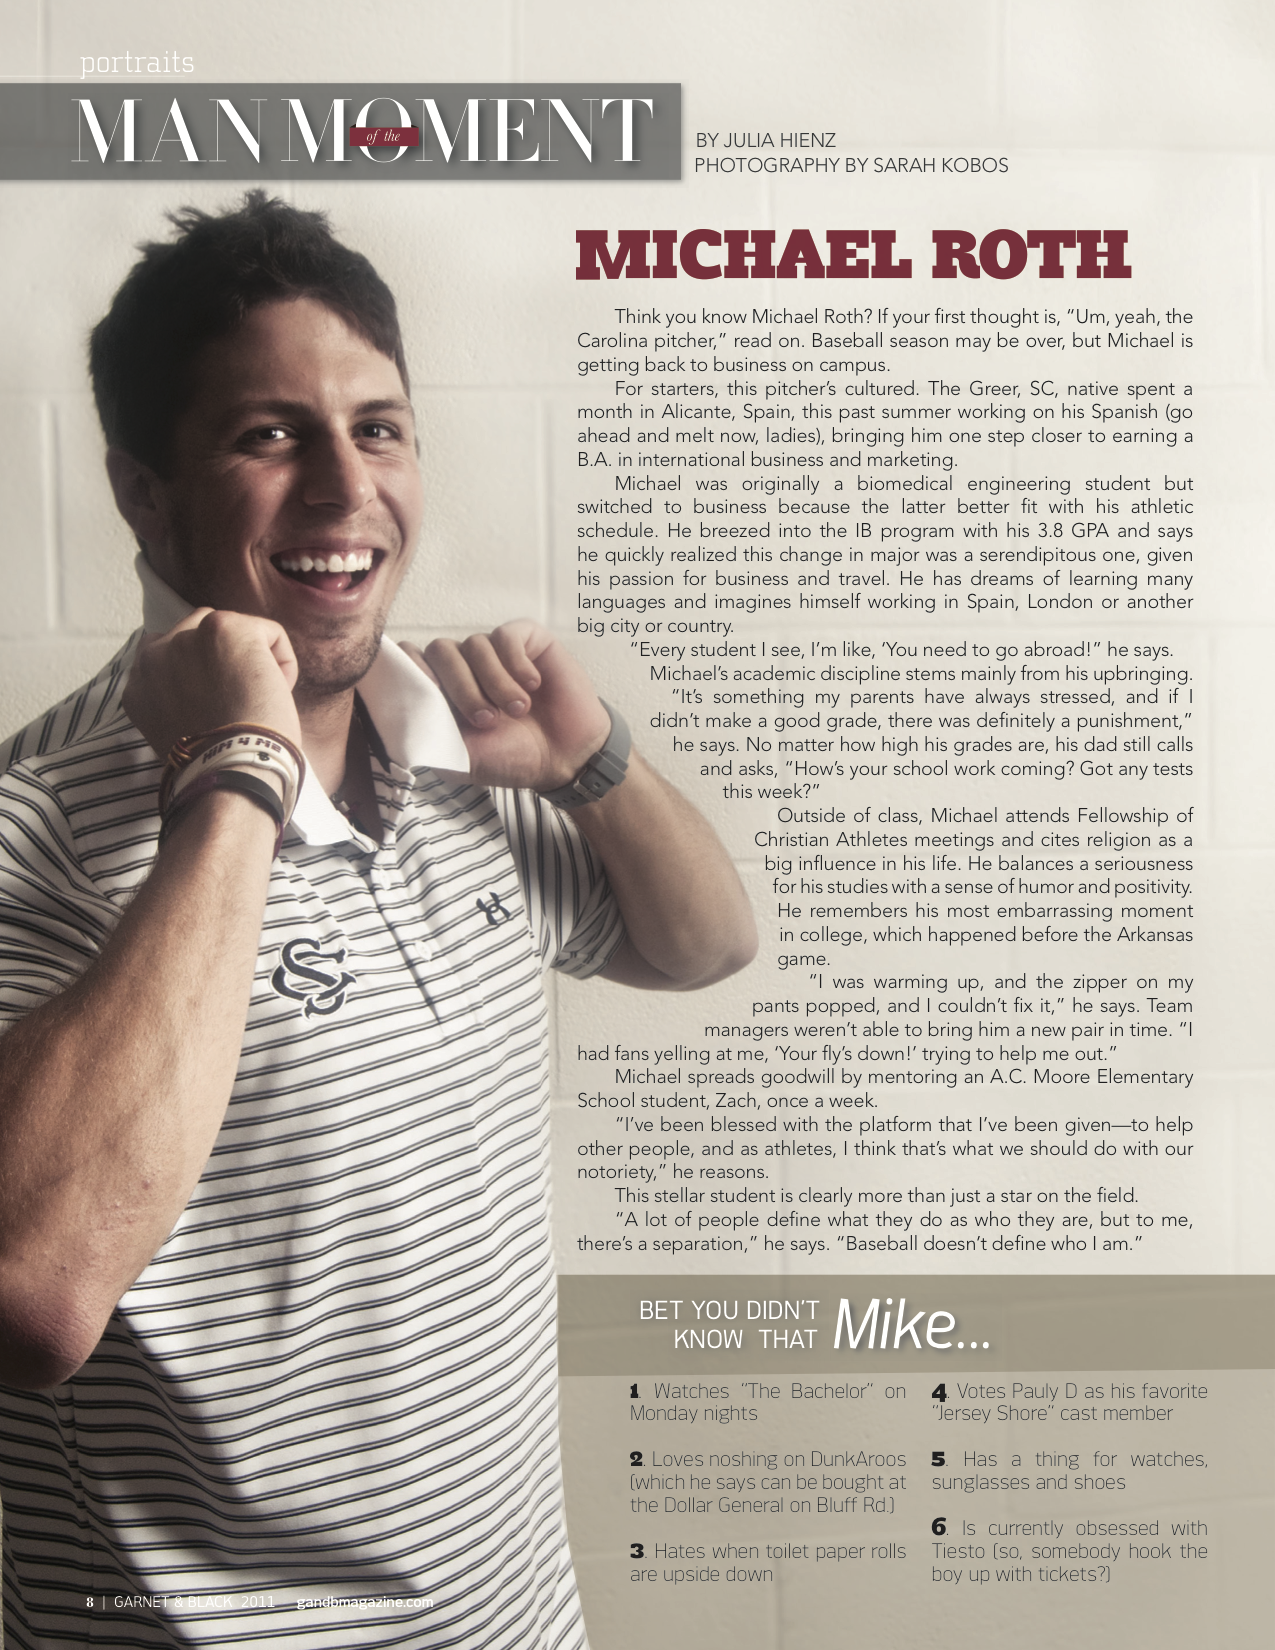 portraits
MAN MOMENT
of the
BY JULIA HIENZ
PHOTOGRAPHY BY SARAH KOBOS
MICHAEL ROTH
Think you know Michael Roth? If your first thought is, “Um, yeah, the
Carolina pitcher,” read on. Baseball season may be over, but Michael is
getting back to business on campus.
For starters, this pitcher’s cultured. The Greer, SC, native spent a
month in Alicante, Spain, this past summer working on his Spanish (go
ahead and melt now, ladies), bringing him one step closer to earning a
B.A. in international business and marketing.
Michael was originally a biomedical engineering student but
switched to business because the latter better fit with his athletic
schedule. He breezed into the IB program with his 3.8 GPA and says
he quickly realized this change in major was a serendipitous one, given
his passion for business and travel. He has dreams of learning many
languages and imagines himself working in Spain, London or another
big city or country.
“Every student I see, I’m like, ‘You need to go abroad!” he says.
Michael’s academic discipline stems mainly from his upbringing.
“It’s something my parents have always stressed, and if I
didn’t make a good grade, there was definitely a punishment,”
he says. No matter how high his grades are, his dad still calls
and asks, “How’s your school work coming? Got any tests
this week?”
Outside of class, Michael attends Fellowship of
Christian Athletes meetings and cites religion as a
big influence in his life. He balances a seriousness
for his studies with a sense of humor and positivity.
He remembers his most embarrassing moment
in college, which happened before the Arkansas
game.
“I was warming up, and the zipper on my
pants popped, and I couldn’t fix it,” he says. Team
managers weren’t able to bring him a new pair in time. “I
had fans yelling at me, ‘Your fly’s down!’ trying to help me out.”
Michael spreads goodwill by mentoring an A.C. Moore Elementary
School student, Zach, once a week.
“I’ve been blessed with the platform that I’ve been given—to help
other people, and as athletes, I think that’s what we should do with our
notoriety,” he reasons.
This stellar student is clearly more than just a star on the field.
“A lot of people define what they do as who they are, but to me,
there’s a separation,” he says. “Baseball doesn’t define who I am.”
HIM 4 ME
SC
BET YOU DIDN’T
KNOW THAT Mike...
1. Watches “The Bachelor” on
Monday nights
2. Loves noshing on DunkAroos
(which he says can be bought at
the Dollar General on Bluff Rd.)
3. Hates when toilet paper rolls
are upside down
4. Votes Pauly D as his favorite
“Jersey Shore” cast member
5. Has a thing for watches,
sunglasses and shoes
6. Is currently obsessed with
Tiesto (so, somebody hook the
boy up with tickets?)
8 | GARNET & BLACK 2011 gandbmagazine.com